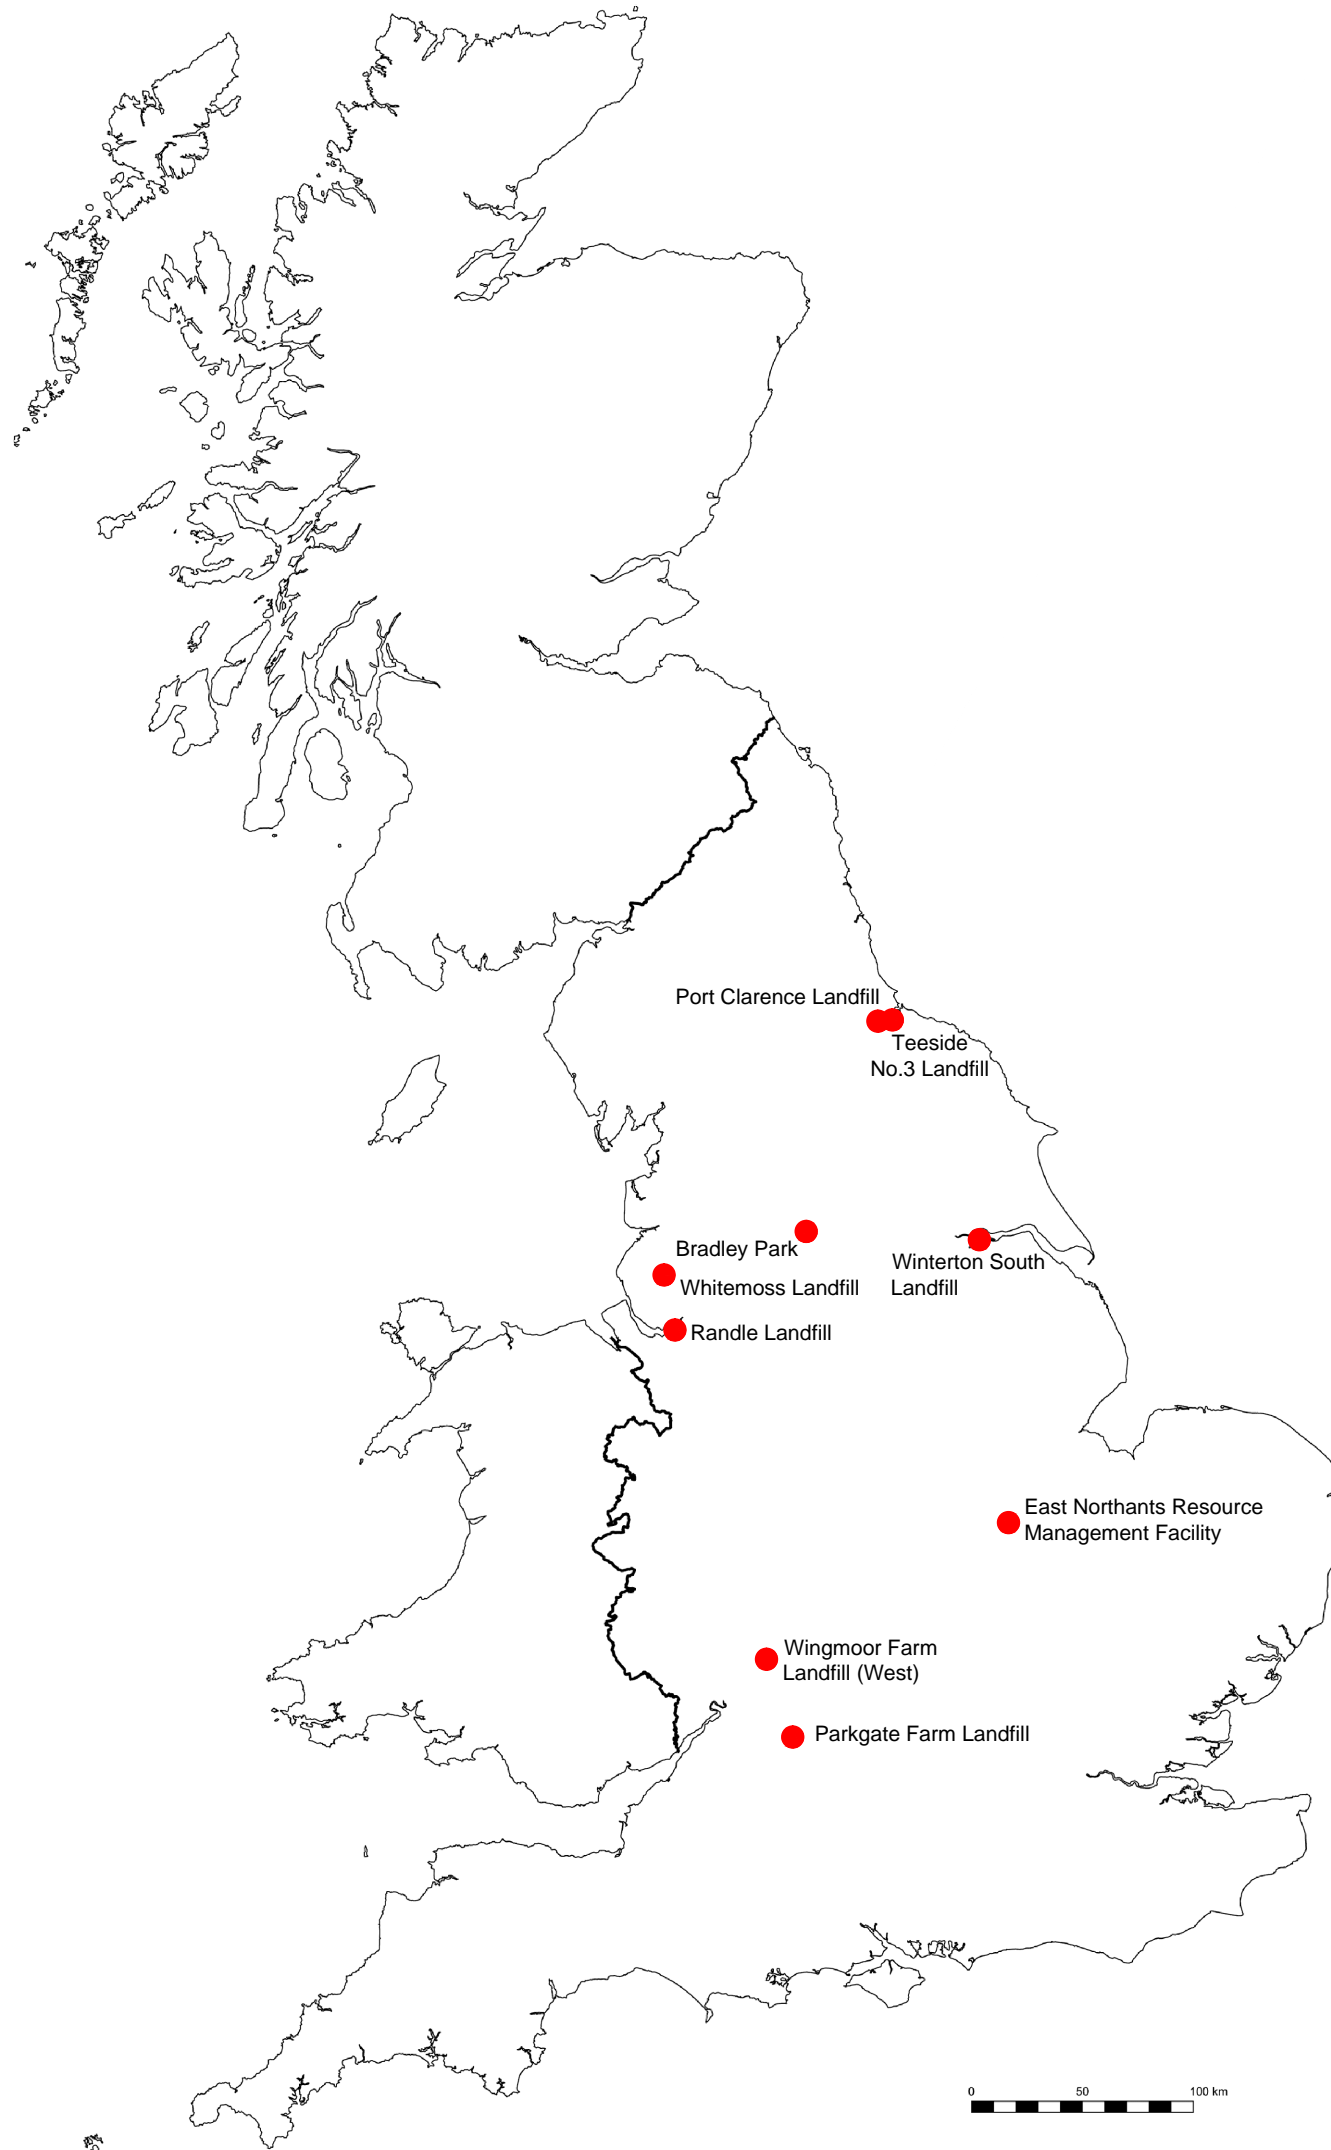 Port Clarence Landfill
Teeside
No.3 Landfill
Bradley Park
Winterton South
Landfill
Whitemoss Landfill
Randle Landfill
East Northants Resource
Management Facility
Wingmoor Farm
Landfill (West)
Parkgate Farm Landfill
0 50 100 km